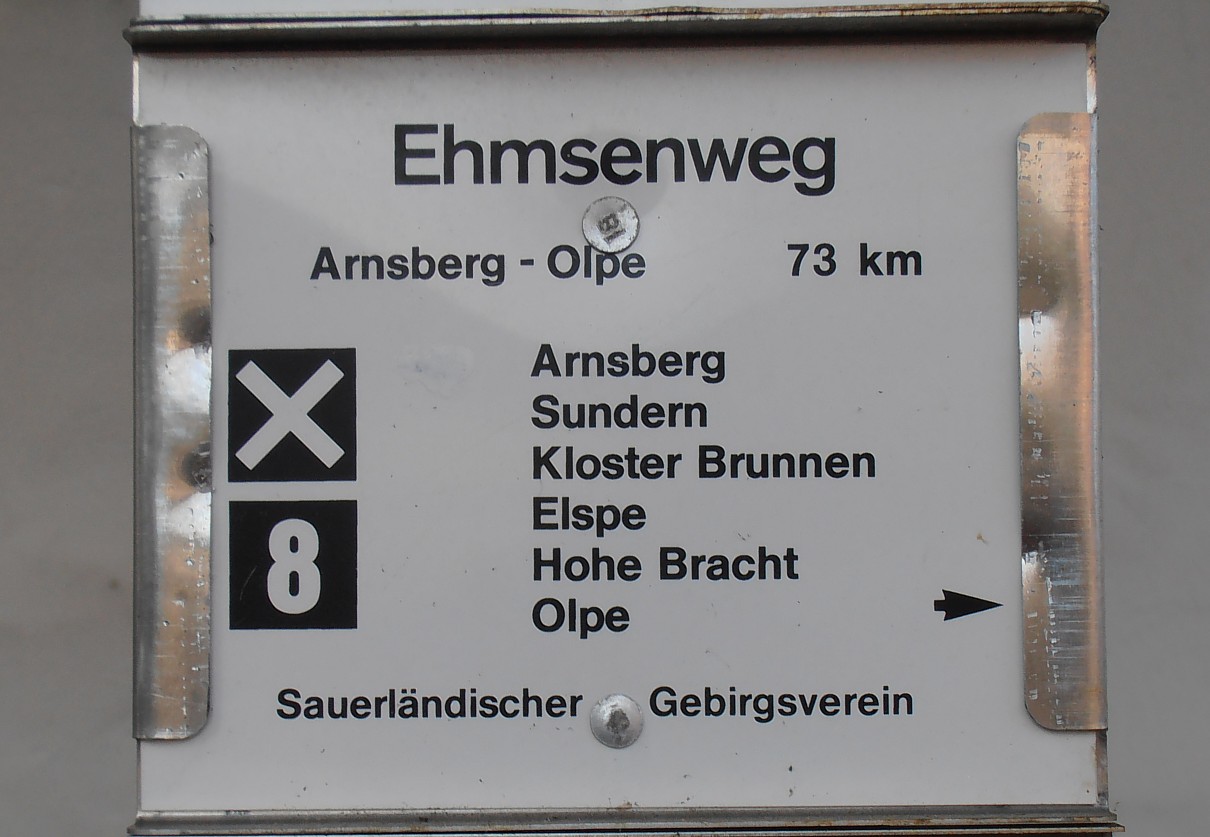 Ehmsenweg
Arnsberg - Olpe 73 km
Arnsberg
Sundern
Kloster Brunnen
Elspe
Hohe Bracht
8
Olpe
Sauerländischer Gebirgsverein